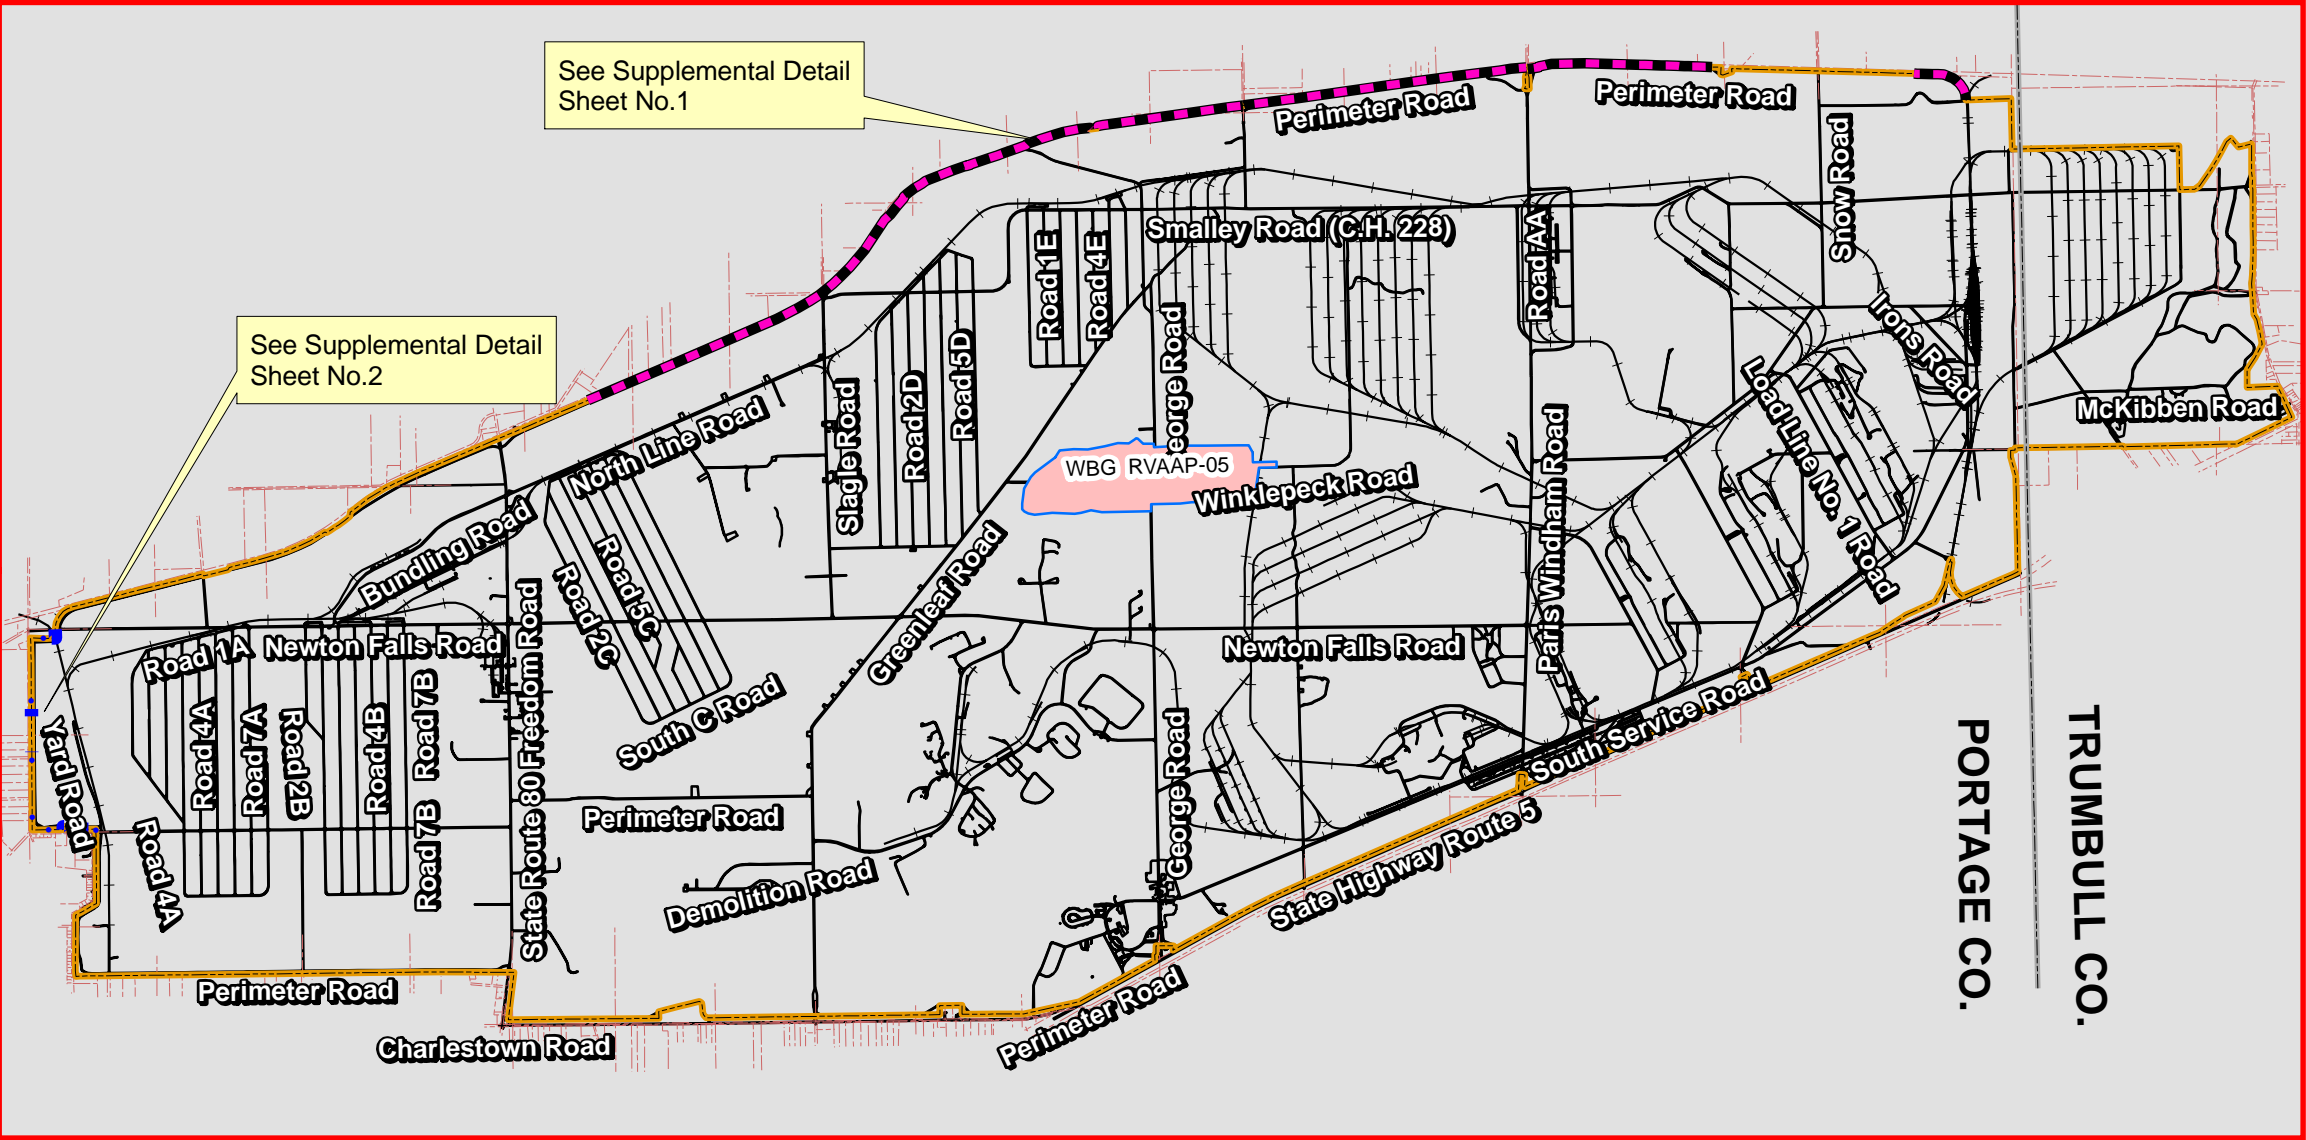 See Supplemental Detail
Sheet No.1
See Supplemental Detail
Sheet No.2
Perimeter Road
Perimeter Road
Snow Road
Smalley Road (C.H. 228)
Road AA
Road 1E
Road 4E
George Road
Irons Road
Load Line No. 1 Road
McKibben Road
Road 5D
Road 2D
Slagle Road
North Line Road
WBG RVAAP-05
Winklepeck Road
Paris Windham Road
Bundling Road
Road 5C
Road 2C
Greenleaf Road
Road 1A
Newton Falls Road
Newton Falls Road
State Route 80 Freedom Road
South C Road
Yard Road
Road 4A
Road 7A
Road 2B
Road 4B
Road 7B
Road 7B
Road 4A
Perimeter Road
Demolition Road
George Road
South Service Road
State Highway Route 5
Perimeter Road
Charlestown Road
Perimeter Road
PORTAGE CO.
TRUMBULL CO.